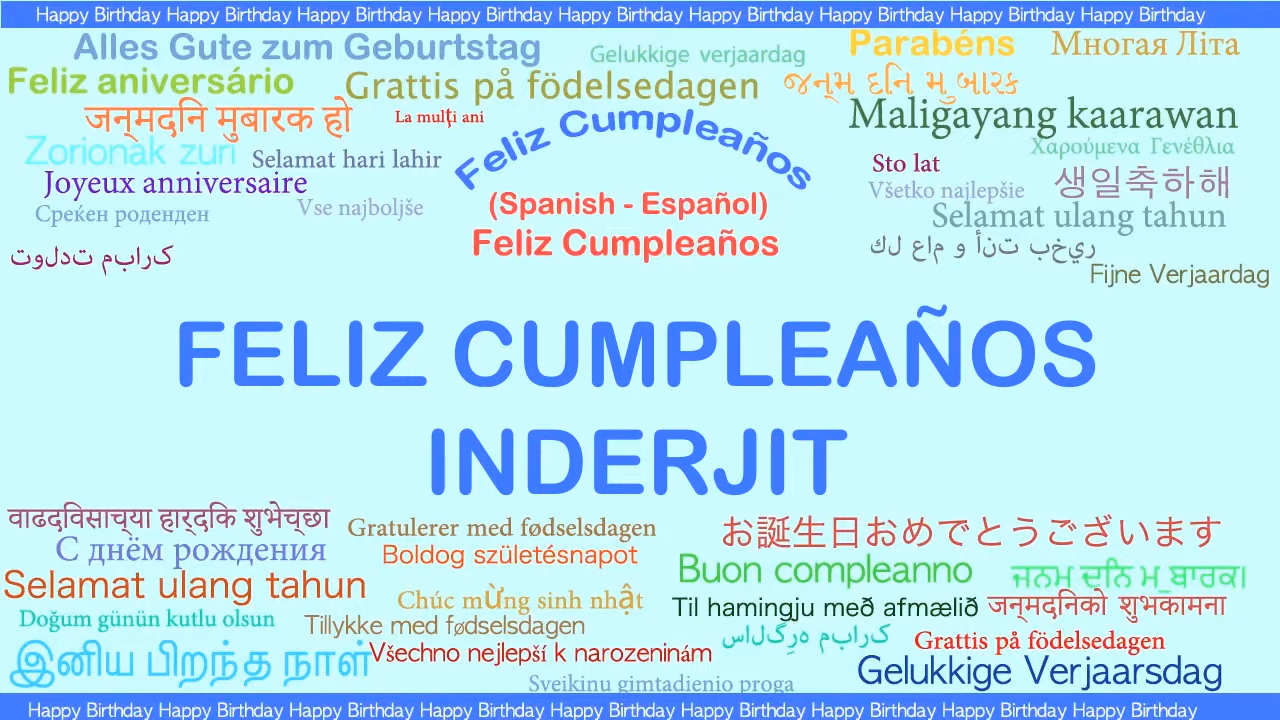 Happy Birthday Happy Birthday Happy Birthday Happy Birthday Happy Birthday Happy Birthday Happy Birthday Happy Birthday Happy Birthday
Alles Gute zum Geburtstag
Gelukkige verjaardag
Parabéns
Многая Літа
Feliz aniversário
Grattis på födelsedagen
જન્મ દનિ મુબારક
जन्मदनि मुबारक हो
La mulţi ani
Feliz Cumpleaños
Maligayang kaarawan
Zorionak zuri
Selamat hari lahir
Χαρούμενα Γενέθλια
Sto lat
Joyeux anniversaire
Všetko najlepšie
생일축하해
Среќен роденден
Vse najboljše
(Spanish - Español)
Selamat ulang tahun
Feliz Cumpleaños
تولدت مبارک
كل عام و أنت بخير
Fijne Verjaardag
FELIZ CUMPLEAÑOS
INDERJIT
वाढदविसाच्या हार्दकि शुभेच्छा
Gratulerer med fødselsdagen
お誕生日おめでとうございます
С днём рождения
Boldog születésnapot
Buon compleanno
ਜਨਮ ਦਨਿ ਮੁਬਾਰਕ।
Selamat ulang tahun
Chúc mừng sinh nhật
Til hamingju með afmælið
जन्मदनिको शुभकामना
Doğum günün kutlu olsun
Tillykke med fødselsdagen
سالگرہ مبارک
Grattis på födelsedagen
இனிய பிறந்த நாள்
Všechno nejlepší k narozeninám
Gelukkige Verjaarsdag
Sveikinu gimtadienio proga
Happy Birthday Happy Birthday Happy Birthday Happy Birthday Happy Birthday Happy Birthday Happy Birthday Happy Birthday Happy Birthday